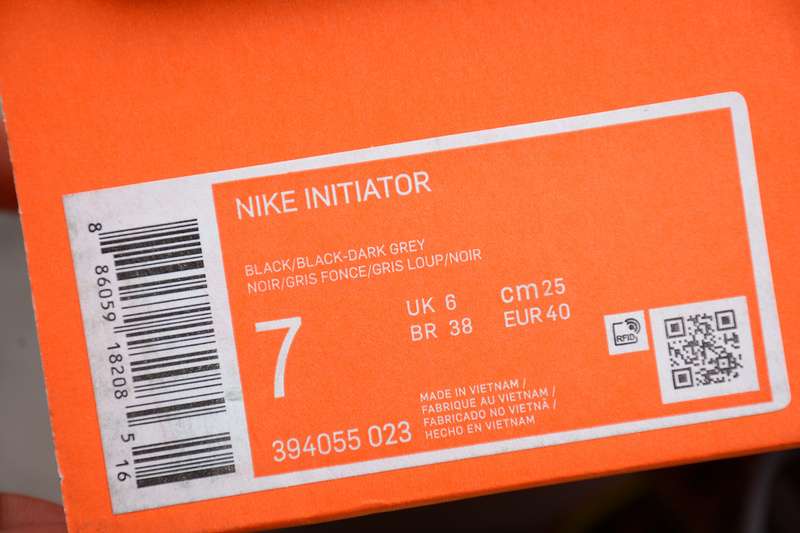 NIKE INITIATOR
BLACK/BLACK-DARK GREY
NOIR/GRIS FONCE/GRIS LOUP/NOIR
7
UK 6
cm 25
BR 38
EUR 40
RFID
394055 023
MADE IN VIETNAM /
FABRIQUE AU VIETNAM /
FABRICADO NO VIETNÃ /
HECHO EN VIETNAM
8 86059 18208 5 16